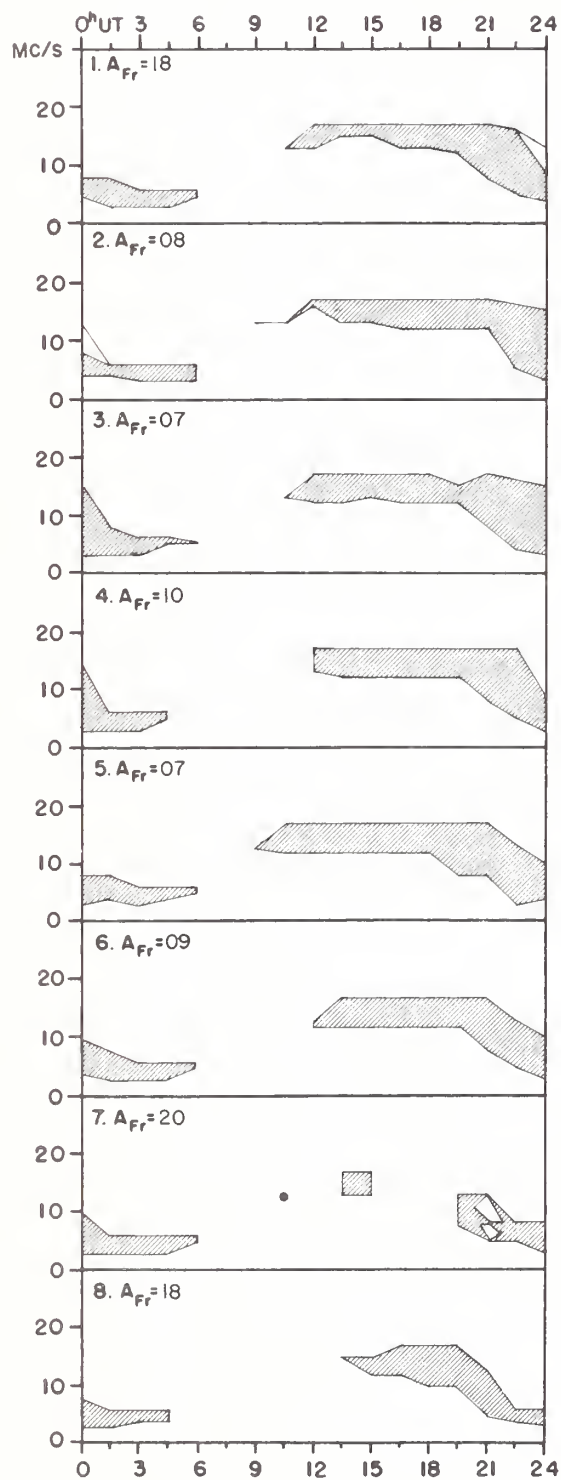 0ʰUT 3 6 9 12 15 18 21 24
MC/S
1. A_Fr=18
20
10
0
2. A_Fr=08
20
10
0
3. A_Fr=07
20
10
0
4. A_Fr=10
20
10
0
5. A_Fr=07
20
10
0
6. A_Fr=09
20
10
0
7. A_Fr=20
20
10
0
8. A_Fr=18
20
10
0
0 3 6 9 12 15 18 21 24